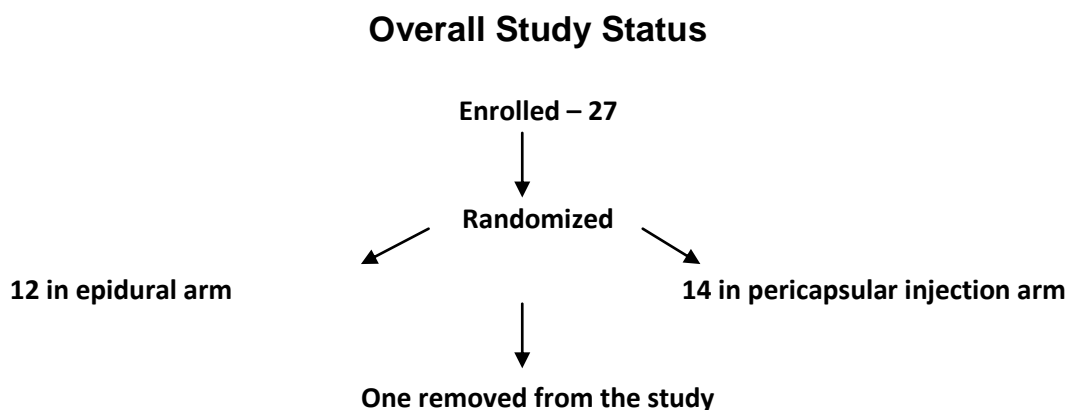 Overall Study Status
Enrolled – 27
Randomized
12 in epidural arm
14 in pericapsular injection arm
One removed from the study